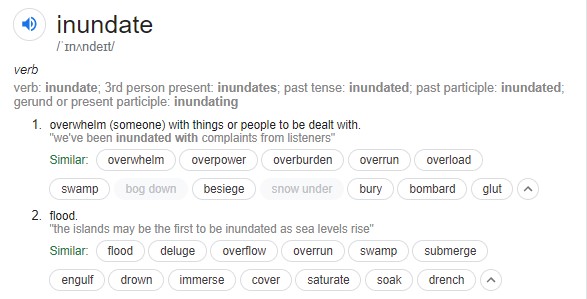 inundate
/ˈɪnʌndeɪt/
verb
verb: inundate; 3rd person present: inundates; past tense: inundated; past participle: inundated;
gerund or present participle: inundating
1. overwhelm (someone) with things or people to be dealt with.
"we've been inundated with complaints from listeners"
Similar: overwhelm overpower overburden overrun overload
swamp bog down besiege snow under bury bombard glut
2. flood.
"the islands may be the first to be inundated as sea levels rise"
Similar: flood deluge overflow overrun swamp submerge
engulf drown immerse cover saturate soak drench